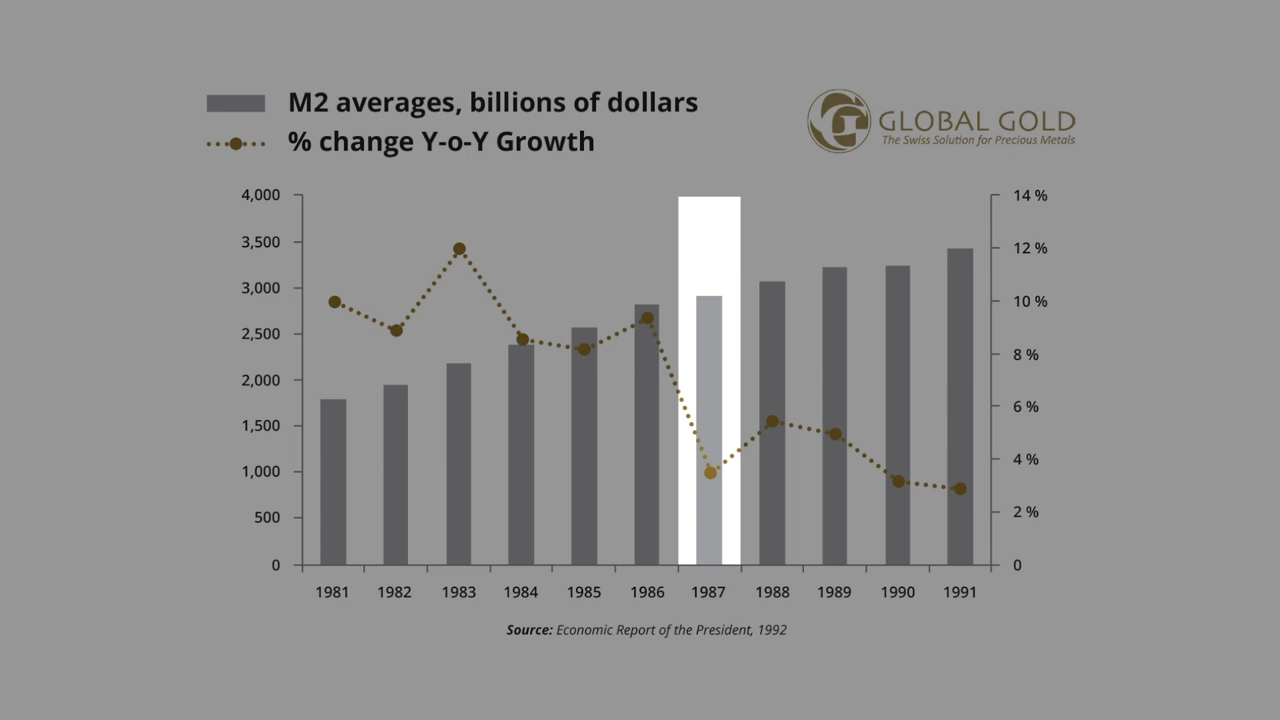 M2 averages, billions of dollars
% change Y-o-Y Growth
GLOBAL GOLD
The Swiss Solution for Precious Metals
4,000
3,500
3,000
2,500
2,000
1,500
1,000
500
0
14 %
12 %
10 %
8 %
6 %
4 %
2 %
0
1981 1982 1983 1984 1985 1986 1987 1988 1989 1990 1991
Source: Economic Report of the President, 1992